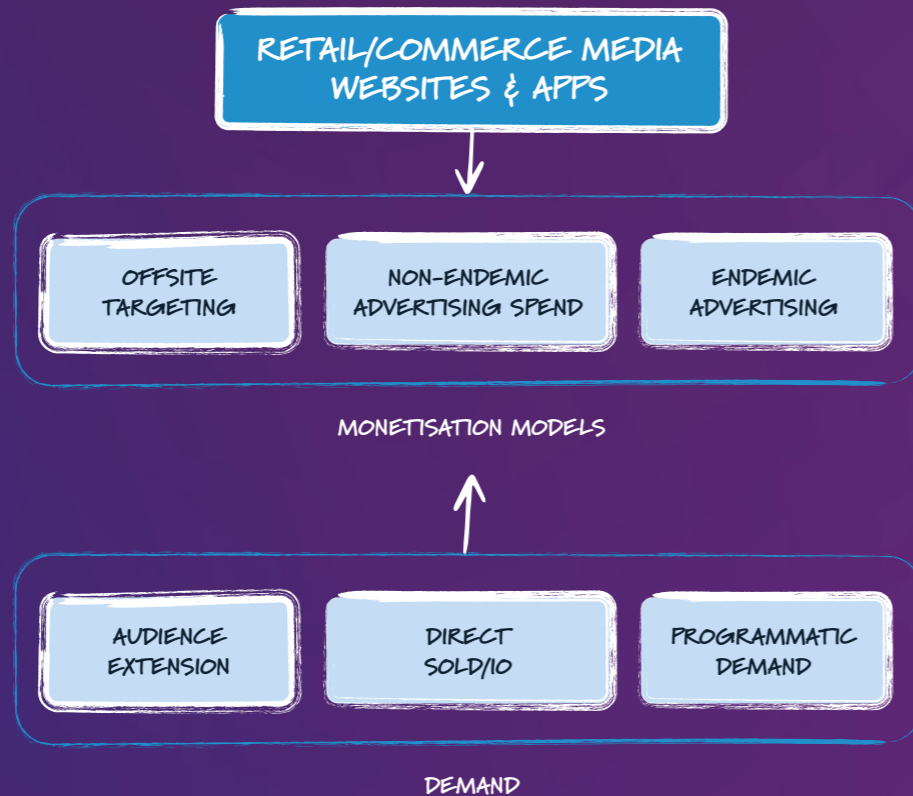 RETAIL/COMMERCE MEDIA
WEBSITES & APPS
OFFSITE
TARGETING
NON-ENDEMIC
ADVERTISING SPEND
ENDEMIC
ADVERTISING
MONETISATION MODELS
AUDIENCE
EXTENSION
DIRECT
SOLD/IO
PROGRAMMATIC
DEMAND
DEMAND